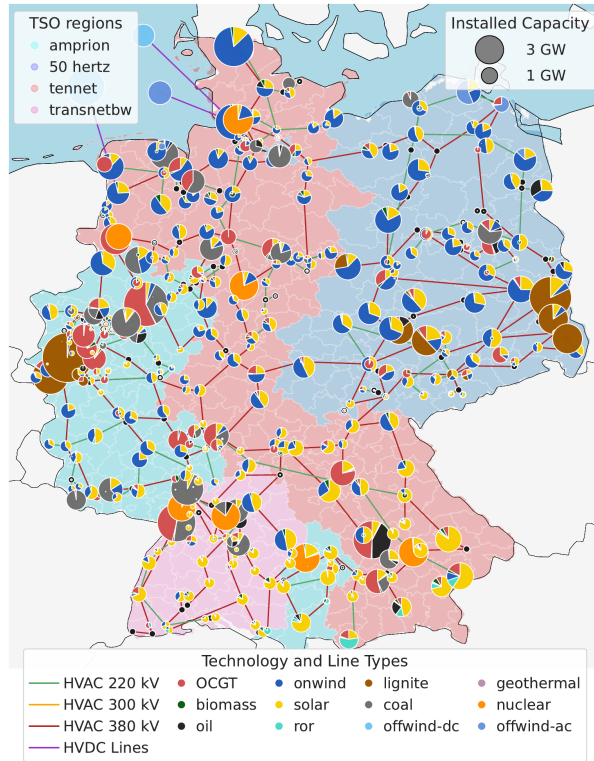 TSO regions
amprion
50 hertz
tennet
transnetbw
Installed Capacity
3 GW
1 GW
Technology and Line Types
HVAC 220 kV
HVAC 300 kV
HVAC 380 kV
HVDC Lines
OCGT
biomass
oil
onwind
solar
ror
lignite
coal
offwind-dc
geothermal
nuclear
offwind-ac